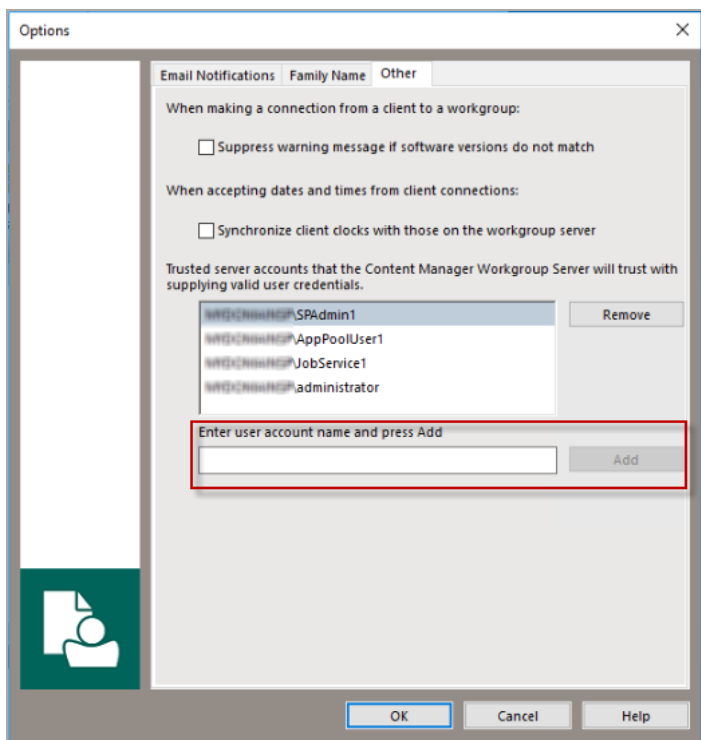 Options
Email Notifications Family Name Other
When making a connection from a client to a workgroup:
Suppress warning message if software versions do not match
When accepting dates and times from client connections:
Synchronize client clocks with those on the workgroup server
Trusted server accounts that the Content Manager Workgroup Server will trust with
supplying valid user credentials.
\SPAdmin1
Remove
\AppPoolUser1
\JobService1
\administrator
Enter user account name and press Add
Add
OK Cancel Help